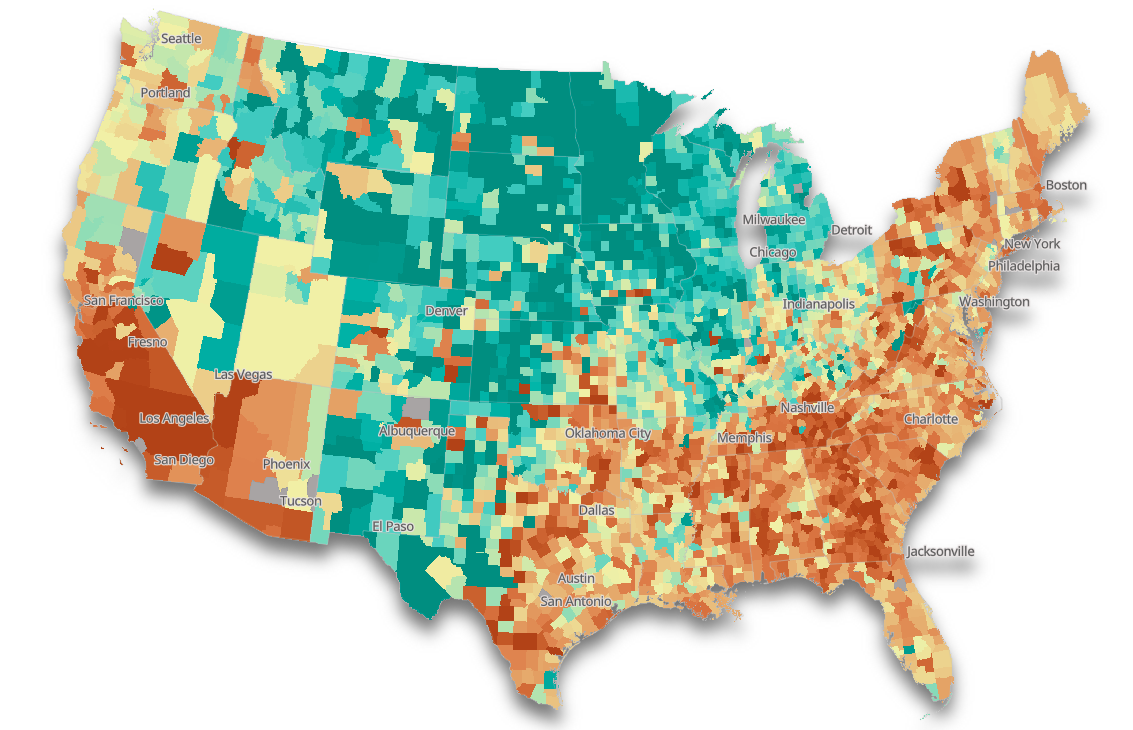 Seattle
Portland
Boston
Milwaukee
Detroit
New York
Chicago
Philadelphia
San Francisco
Denver
Indianapolis
Washington
Fresno
Las Vegas
Los Angeles
Albuquerque
Oklahoma City
Nashville
Memphis
Charlotte
San Diego
Phoenix
Tucson
Dallas
El Paso
Jacksonville
Austin
San Antonio